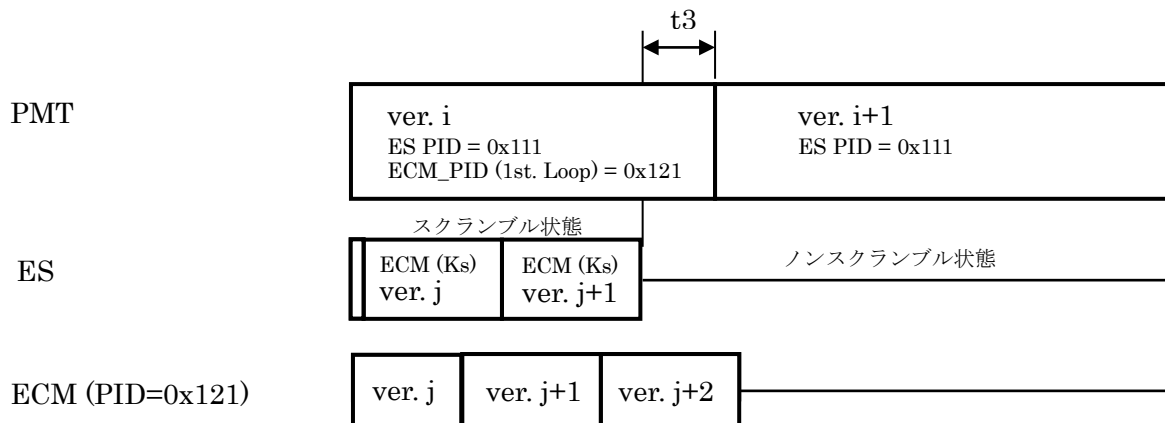 t3
PMT
ver. i
ES PID = 0x111
ECM_PID (1st. Loop) = 0x121
ver. i+1
ES PID = 0x111
スクランブル状態
ES
ECM (Ks)
ver. j
ECM (Ks)
ver. j+1
ノンスクランブル状態
ECM (PID=0x121)
ver. j
ver. j+1
ver. j+2